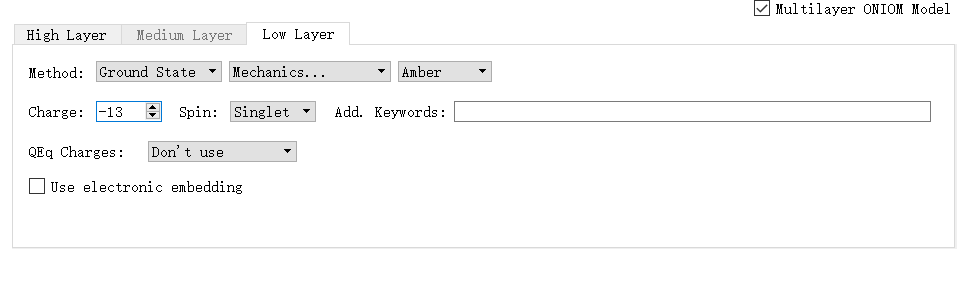 Multilayer ONIOM Model
High Layer Medium Layer Low Layer
Method: Ground State Mechanics... Amber
Charge: -13 Spin: Singlet Add. Keywords:
QEq Charges: Don't use
Use electronic embedding